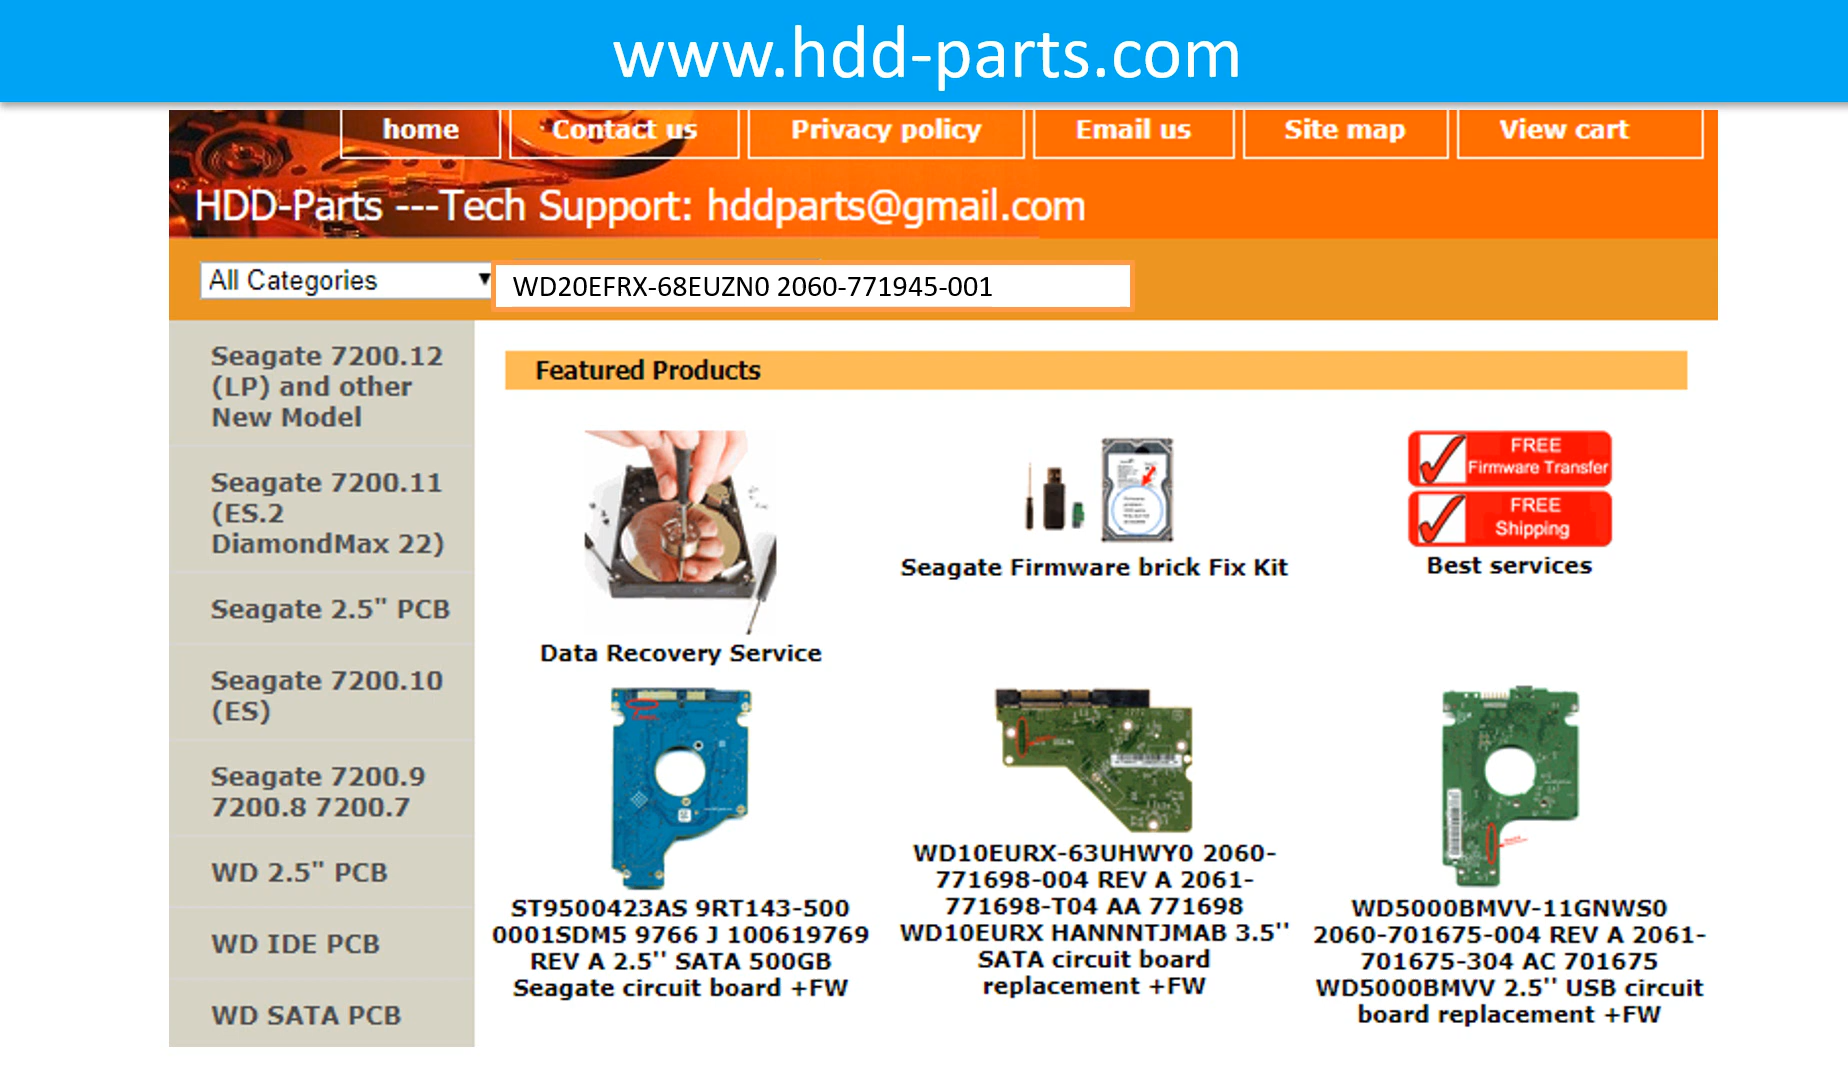 www.hdd-parts.com
home
Contact us
Privacy policy
Email us
Site map
View cart
HDD-Parts ---Tech Support: hddparts@gmail.com
All Categories
WD20EFRX-68EUZN0 2060-771945-001
Seagate 7200.12
(LP) and other
New Model
Seagate 7200.11
(ES.2
DiamondMax 22)
Seagate 2.5" PCB
Seagate 7200.10
(ES)
Seagate 7200.9
7200.8 7200.7
WD 2.5" PCB
WD IDE PCB
WD SATA PCB
Featured Products
Data Recovery Service
Seagate Firmware brick Fix Kit
FREE
Firmware Transfer
FREE
Shipping
Best services
ST9500423AS 9RT143-500
0001SDM5 9766 J 100619769
REV A 2.5'' SATA 500GB
Seagate circuit board +FW
WD10EURX-63UHWY0 2060-
771698-004 REV A 2061-
771698-T04 AA 771698
WD10EURX HANNNTJMAB 3.5''
SATA circuit board
replacement +FW
WD5000BMVV-11GNWS0
2060-701675-004 REV A 2061-
701675-304 AC 701675
WD5000BMVV 2.5'' USB circuit
board replacement +FW